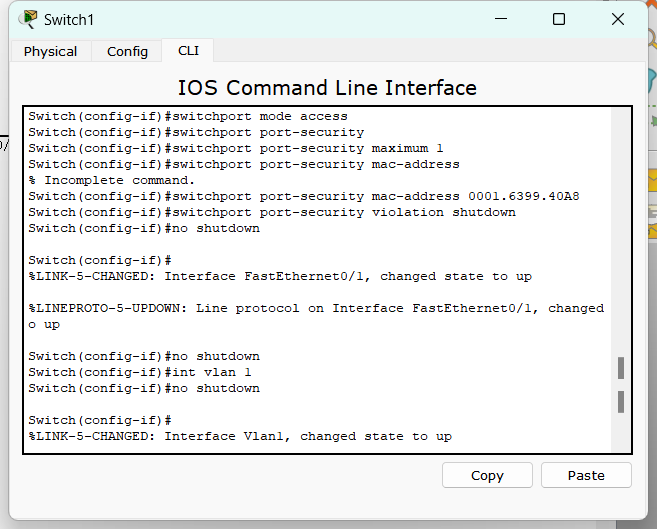 Switch1
Physical
Config
CLI
IOS Command Line Interface
Switch(config-if)#switchport mode access
Switch(config-if)#switchport port-security
Switch(config-if)#switchport port-security maximum 1
Switch(config-if)#switchport port-security mac-address
% Incomplete command.
Switch(config-if)#switchport port-security mac-address 0001.6399.40A8
Switch(config-if)#switchport port-security violation shutdown
Switch(config-if)#no shutdown
Switch(config-if)#
%LINK-5-CHANGED: Interface FastEthernet0/1, changed state to up
%LINEPROTO-5-UPDOWN: Line protocol on Interface FastEthernet0/1, changed
o up
Switch(config-if)#no shutdown
Switch(config-if)#int vlan 1
Switch(config-if)#no shutdown
Switch(config-if)#
%LINK-5-CHANGED: Interface Vlan1, changed state to up
Copy
Paste